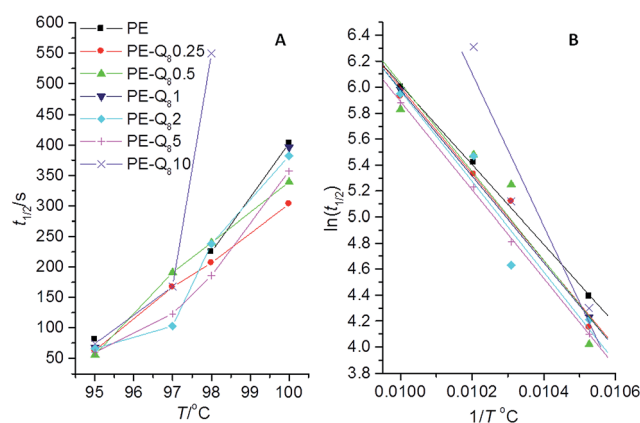 A
t1/2/s
PE
PE-Q80.25
PE-Q80.5
PE-Q81
PE-Q82
PE-Q85
PE-Q810
600
550
500
450
400
350
300
250
200
150
100
50
95 96 97 98 99 100
T/°C
B
ln(t1/2)
6.4
6.2
6.0
5.8
5.6
5.4
5.2
5.0
4.8
4.6
4.4
4.2
4.0
3.8
0.0100 0.0102 0.0104 0.0106
1/T °C